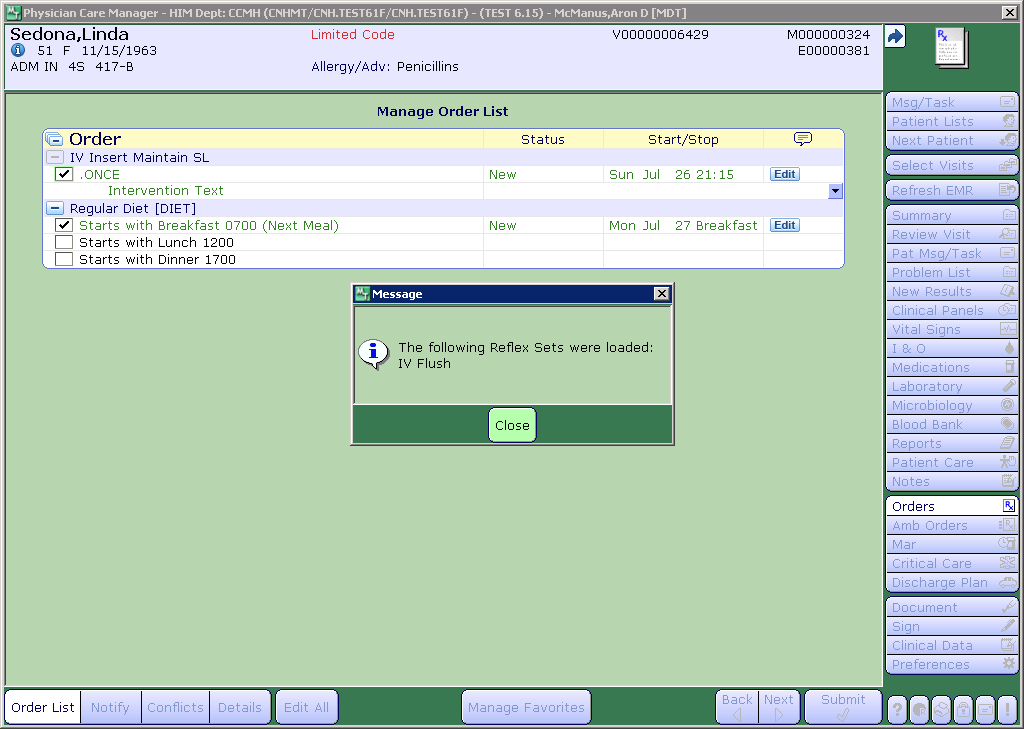 Physician Care Manager - HIM Dept: CCMH (CNHMT/CNH.TEST61F/CNH.TEST61F) - (TEST 6.15) - McManus,Aron D [MDT]
Sedona,Linda
Limited Code
V00000006429
M000000324
51 F 11/15/1963
E00000381
ADM IN 4S 417-B
Allergy/Adv: Penicillins
Manage Order List
Order Status Start/Stop
IV Insert Maintain SL
.ONCE New Sun Jul 26 21:15 Edit
Intervention Text
Regular Diet [DIET]
Starts with Breakfast 0700 (Next Meal) New Mon Jul 27 Breakfast Edit
Starts with Lunch 1200
Starts with Dinner 1700
Message
The following Reflex Sets were loaded:
IV Flush
Close
Msg/Task
Patient Lists
Next Patient
Select Visits
Refresh EMR
Summary
Review Visit
Pat Msg/Task
Problem List
New Results
Clinical Panels
Vital Signs
I & O
Medications
Laboratory
Microbiology
Blood Bank
Reports
Patient Care
Notes
Orders
Amb Orders
Mar
Critical Care
Discharge Plan
Document
Sign
Clinical Data
Preferences
Order List Notify Conflicts Details Edit All Manage Favorites Back Next Submit